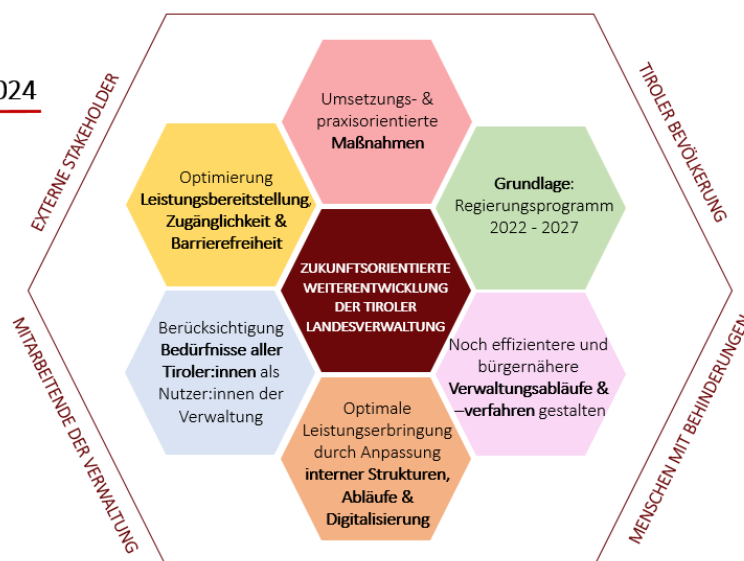 024
EXTERNE STAKEHOLDER
TIROLER BEVÖLKERUNG
Umsetzungs- &
praxisorientierte
Maßnahmen
Optimierung
Leistungsbereitstellung,
Zugänglichkeit &
Barrierefreiheit
Grundlage:
Regierungsprogramm
2022 - 2027
ZUKUNFTSORIENTIERTE
WEITERENTWICKLUNG
DER TIROLER
LANDESVERWALTUNG
Berücksichtigung
Bedürfnisse aller
Tiroler:innen als
Nutzer:innen der
Verwaltung
Noch effizientere und
bürgernähere
Verwaltungsabläufe &
–verfahren gestalten
Optimale
Leistungserbringung
durch Anpassung
interner Strukturen,
Abläufe &
Digitalisierung
MITARBEITENDE DER VERWALTUNG
MENSCHEN MIT BEHINDERUNGEN